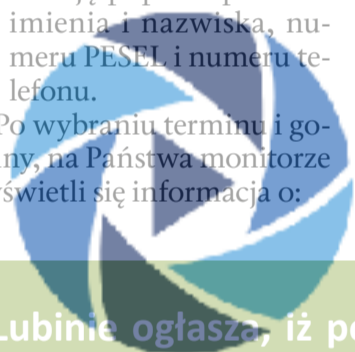 imienia i nazwiska, nu-
meru PESEL i numeru te-
lefonu.
Po wybraniu terminu i go-
ny, na Państwa monitorze
świetli się informacja o:
Lubinie ogłasza, iż po